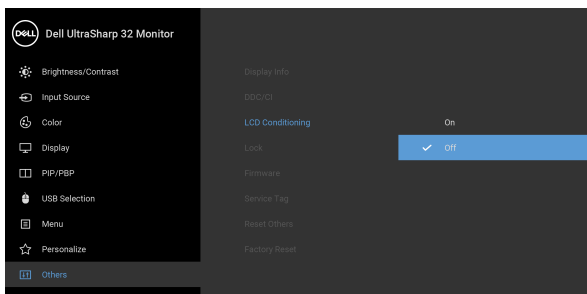 DELL Dell UltraSharp 32 Monitor
Brightness/Contrast
Display Info
Input Source
DDC/CI
Color
LCD Conditioning
On
Display
Lock
Off
PIP/PBP
Firmware
USB Selection
Service Tag
Menu
Reset Others
Personalize
Factory Reset
Others